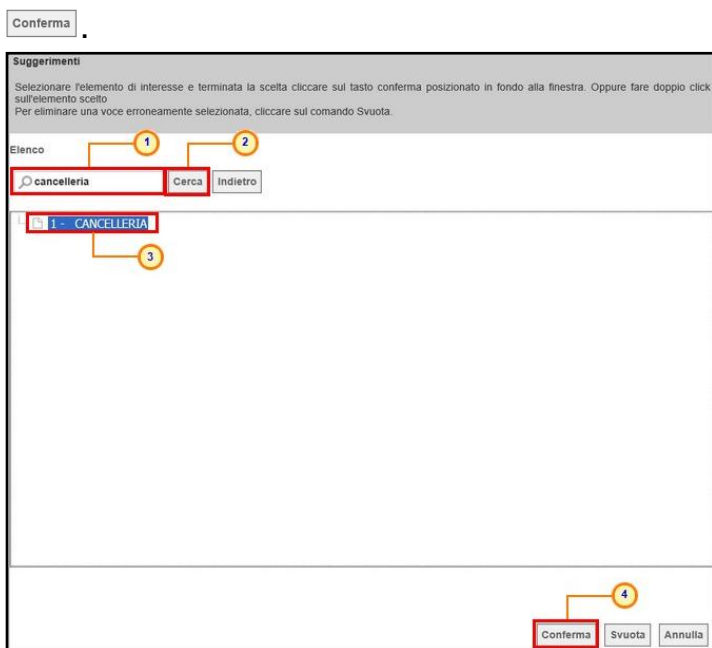 Conferma .
Suggerimenti
Selezionare l'elemento di interesse e terminata la scelta cliccare sul tasto conferma posizionato in fondo alla finestra. Oppure fare doppio click
sull'elemento scelto
Per eliminare una voce erroneamente selezionata, cliccare sul comando Svuota.
1 2
Elenco
cancelleria Cerca Indietro
1 - CANCELLERIA
3
4
Conferma Svuota Annulla